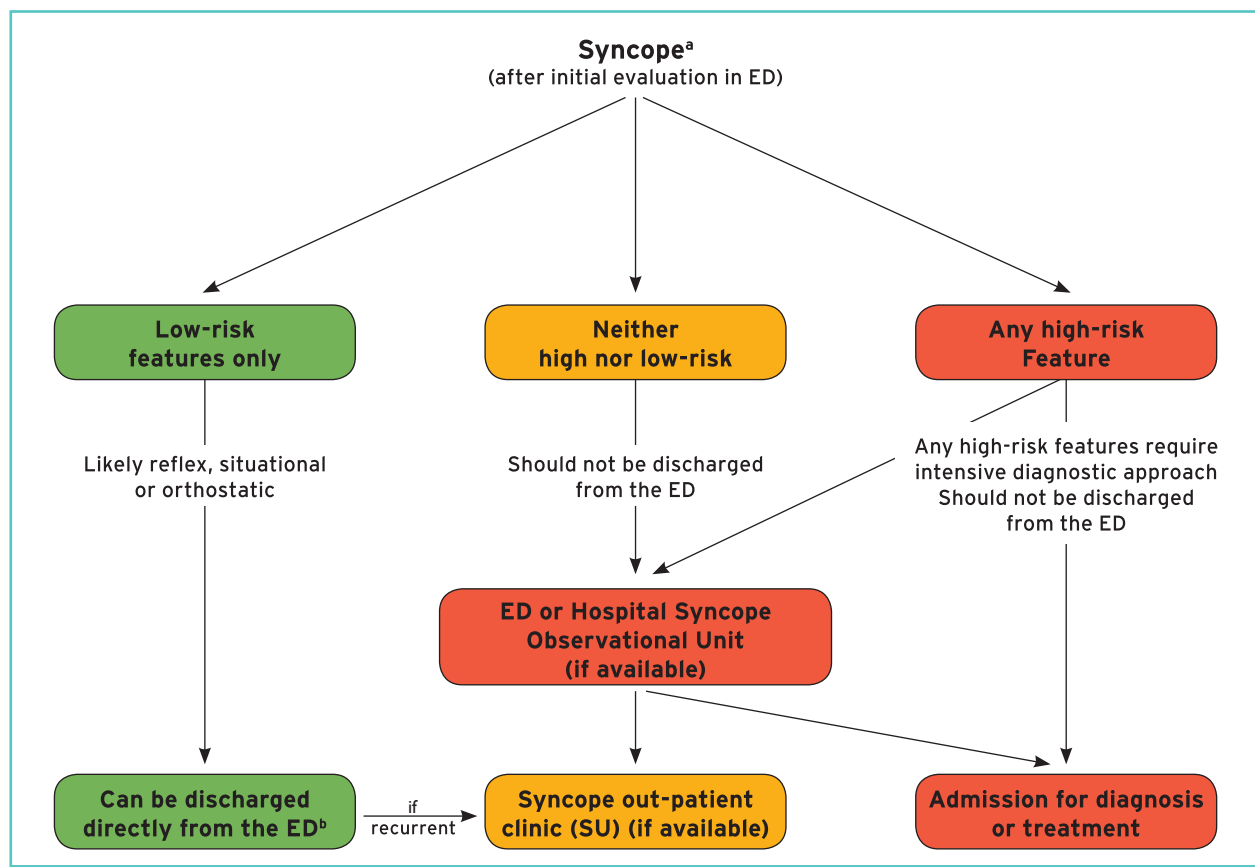 Syncopeᵃ
(after initial evaluation in ED)
Low-risk
features only
Neither
high nor low-risk
Any high-risk
Feature
Likely reflex, situational
or orthostatic
Should not be discharged
from the ED
Any high-risk features require
intensive diagnostic approach
Should not be discharged
from the ED
ED or Hospital Syncope
Observational Unit
(if available)
Can be discharged
directly from the EDᵇ
if
recurrent
Syncope out-patient
clinic (SU) (if available)
Admission for diagnosis
or treatment